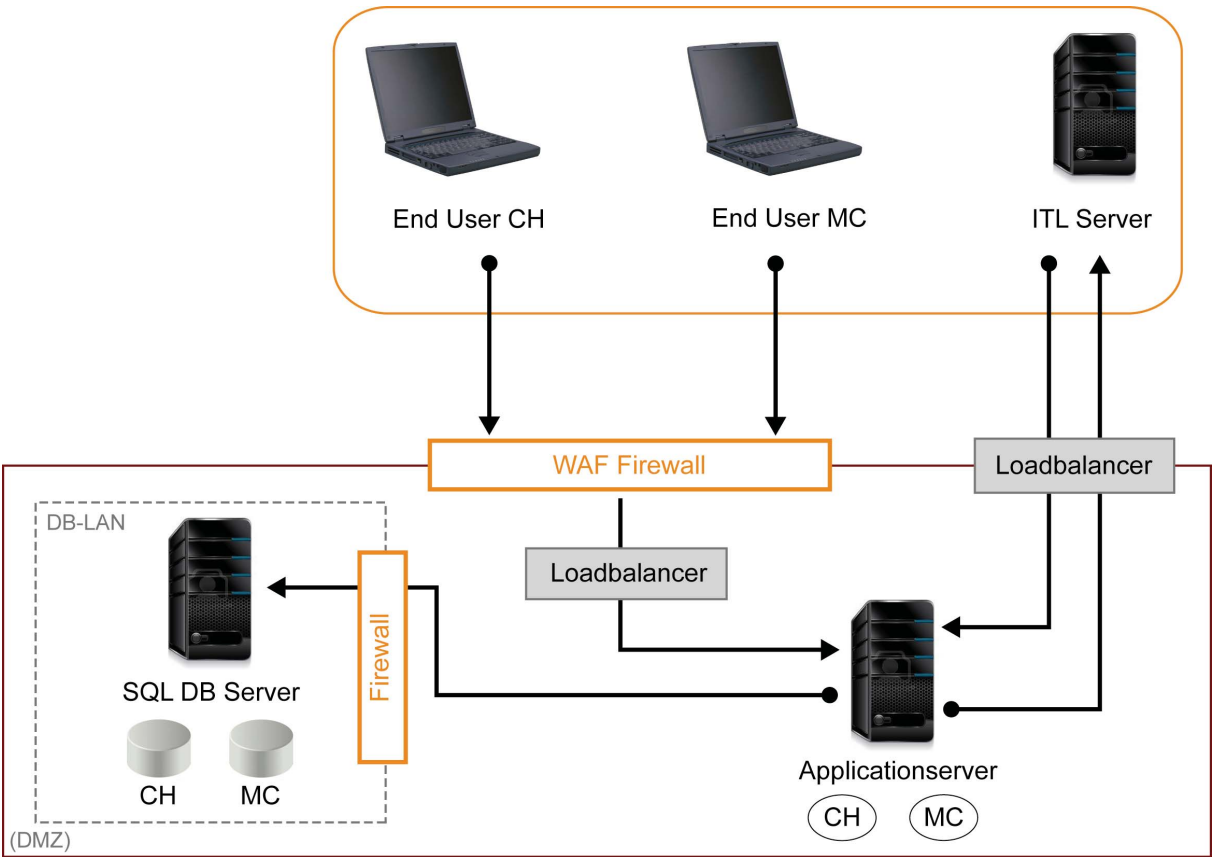 End User CH
End User MC
ITL Server
WAF Firewall
Loadbalancer
DB-LAN
Loadbalancer
Firewall
SQL DB Server
CH
MC
Applicationserver
CH
MC
(DMZ)